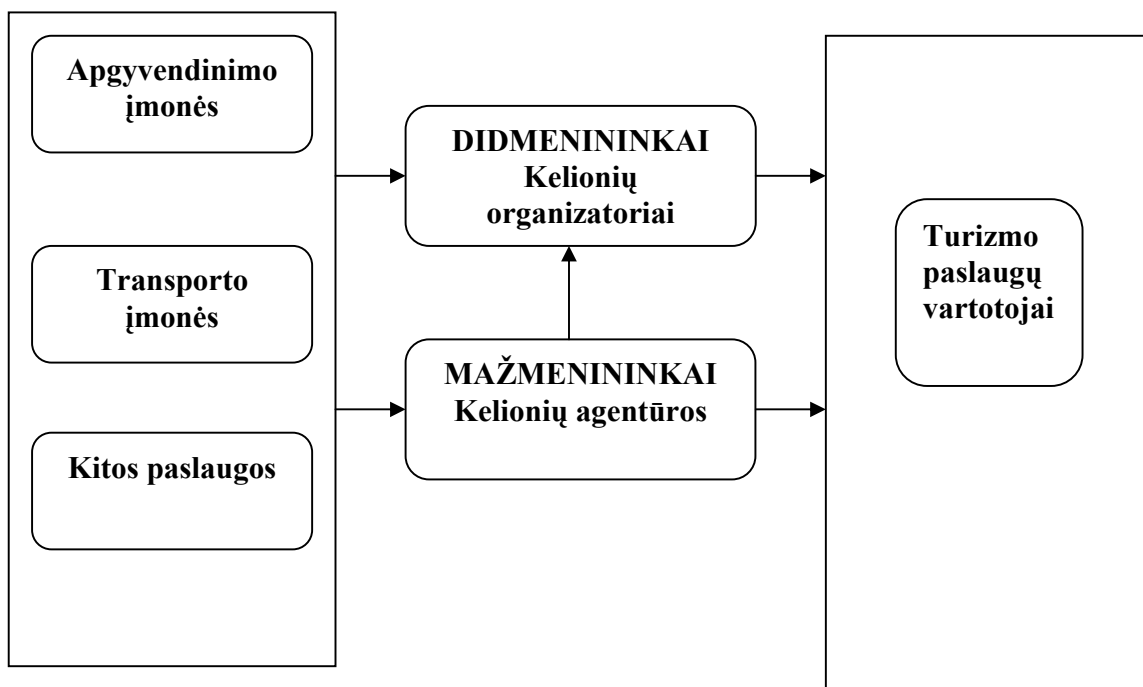 Apgyvendinimo
įmonės
Transporto
įmonės
Kitos paslaugos
DIDMENININKAI
Kelionių
organizatoriai
MAŽMENININKAI
Kelionių agentūros
Turizmo
paslaugų
vartotojai